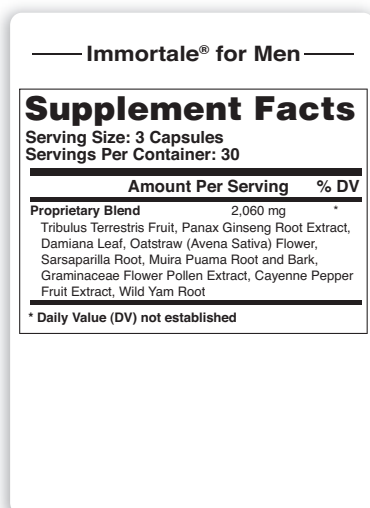 Immortale® for Men
Supplement Facts
Serving Size: 3 Capsules
Servings Per Container: 30
Amount Per Serving % DV
Proprietary Blend 2,060 mg *
Tribulus Terrestris Fruit, Panax Ginseng Root Extract,
Damiana Leaf, Oatstraw (Avena Sativa) Flower,
Sarsaparilla Root, Muira Puama Root and Bark,
Graminaceae Flower Pollen Extract, Cayenne Pepper
Fruit Extract, Wild Yam Root
* Daily Value (DV) not established